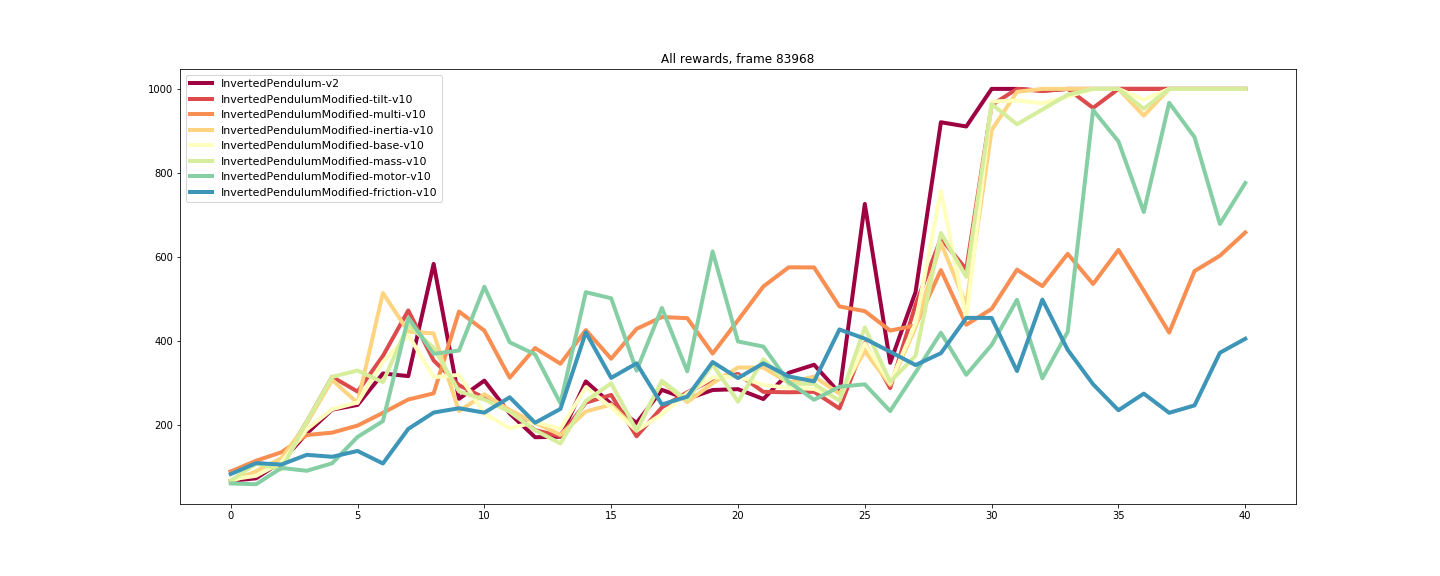 All rewards, frame 83968
InvertedPendulum-v2
InvertedPendulumModified-tilt-v10
InvertedPendulumModified-multi-v10
InvertedPendulumModified-inertia-v10
InvertedPendulumModified-base-v10
InvertedPendulumModified-mass-v10
InvertedPendulumModified-motor-v10
InvertedPendulumModified-friction-v10
1000
800
600
400
200
0 5 10 15 20 25 30 35 40